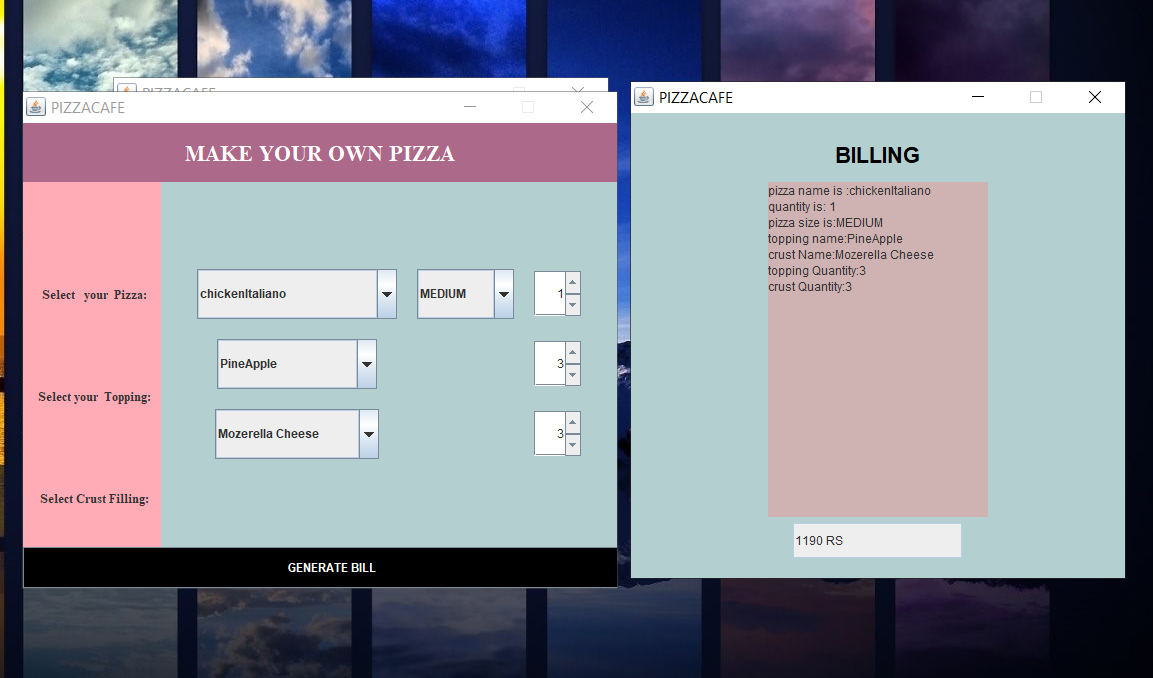 PIZZACAFE
PIZZACAFE
MAKE YOUR OWN PIZZA
Select your Pizza:
chickenItaliano
MEDIUM
1
PineApple
3
Select your Topping:
Mozerella Cheese
3
Select Crust Filling:
GENERATE BILL
PIZZACAFE
BILLING
pizza name is :chickenItaliano
quantity is: 1
pizza size is:MEDIUM
topping name:PineApple
crust Name:Mozerella Cheese
topping Quantity:3
crust Quantity:3
1190 RS